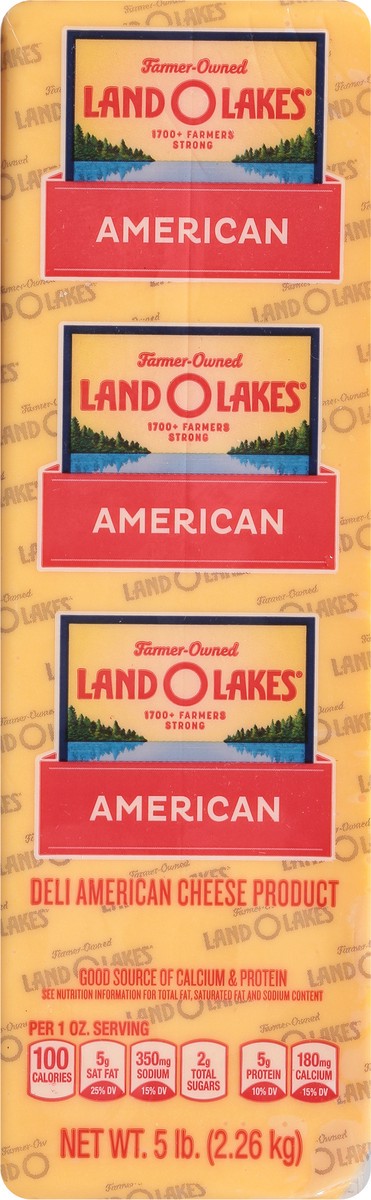 Farmer-Owned
LAND O LAKES®
1700+ FARMERS
STRONG
AMERICAN
Farmer-Owned
LAND O LAKES®
1700+ FARMERS
STRONG
AMERICAN
Farmer-Owned
LAND O LAKES®
1700+ FARMERS
STRONG
AMERICAN
DELI AMERICAN CHEESE PRODUCT
GOOD SOURCE OF CALCIUM & PROTEIN
SEE NUTRITION INFORMATION FOR TOTAL FAT, SATURATED FAT AND SODIUM CONTENT
PER 1 OZ. SERVING
100 CALORIES
5g SAT FAT 25% DV
350mg SODIUM 15% DV
2g TOTAL SUGARS
5g PROTEIN 10% DV
180mg CALCIUM 15% DV
NET WT. 5 lb. (2.26 kg)